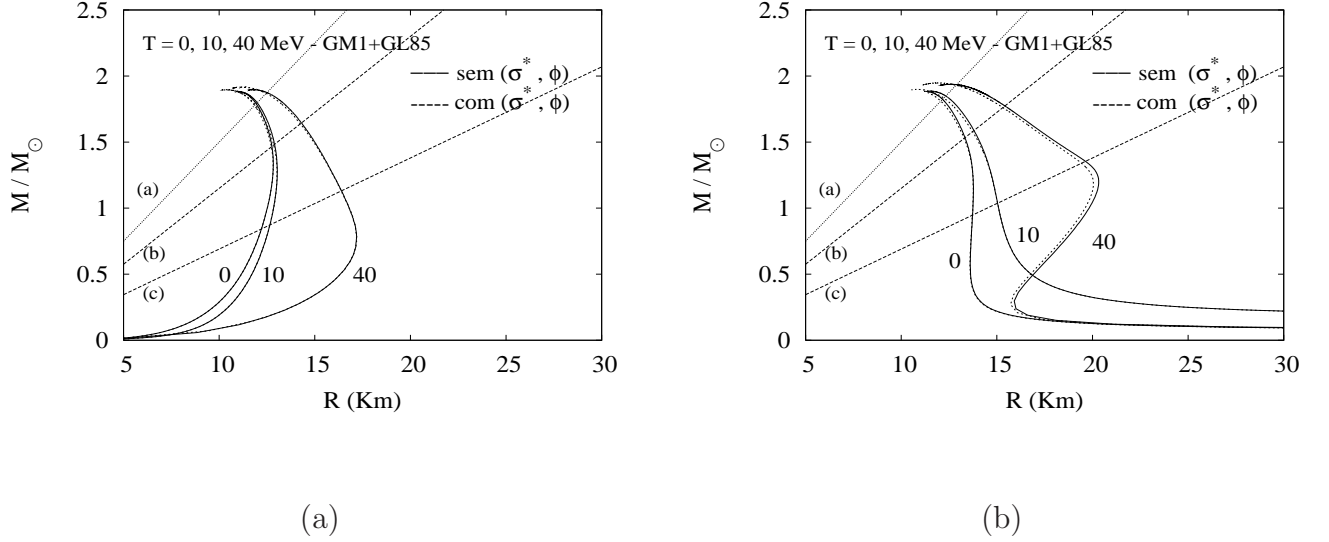 2.5
T = 0, 10, 40 MeV - GM1+GL85
sem (σ* , ϕ)
com (σ* , ϕ)
2
1.5
M / M⊙
(a)
1
(b)
0.5
0
10
40
(c)
0
5
10
15
20
25
30
R (Km)
(a)
2.5
T = 0, 10, 40 MeV - GM1+GL85
sem (σ* , ϕ)
com (σ* , ϕ)
2
1.5
M / M⊙
(a)
1
10
40
(b)
0
0.5
(c)
0
5
10
15
20
25
30
R (Km)
(b)